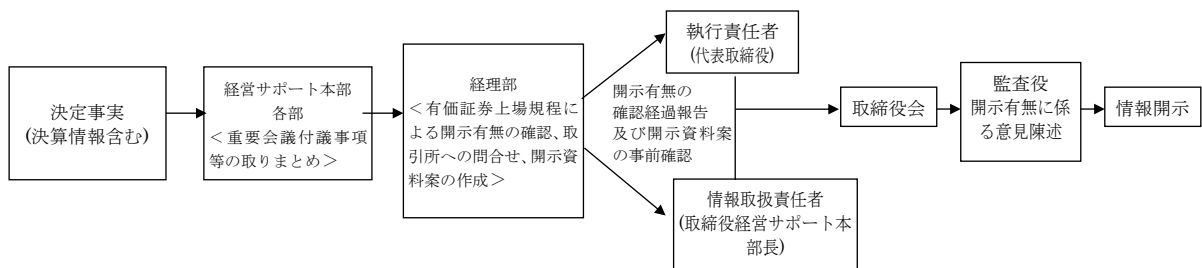 決定事実
(決算情報含む)
経営サポート本部
各部
＜重要会議付議事項
等の取りまとめ＞
経理部
＜有価証券上場規程に
よる開示有無の確認、取
引所への問合せ、開示資
料案の作成＞
執行責任者
(代表取締役)
開示有無の
確認経過報告
及び開示資料案
の事前確認
情報取扱責任者
(取締役経営サポート本
部長)
取締役会
監査役
開示有無に係
る意見陳述
情報開示